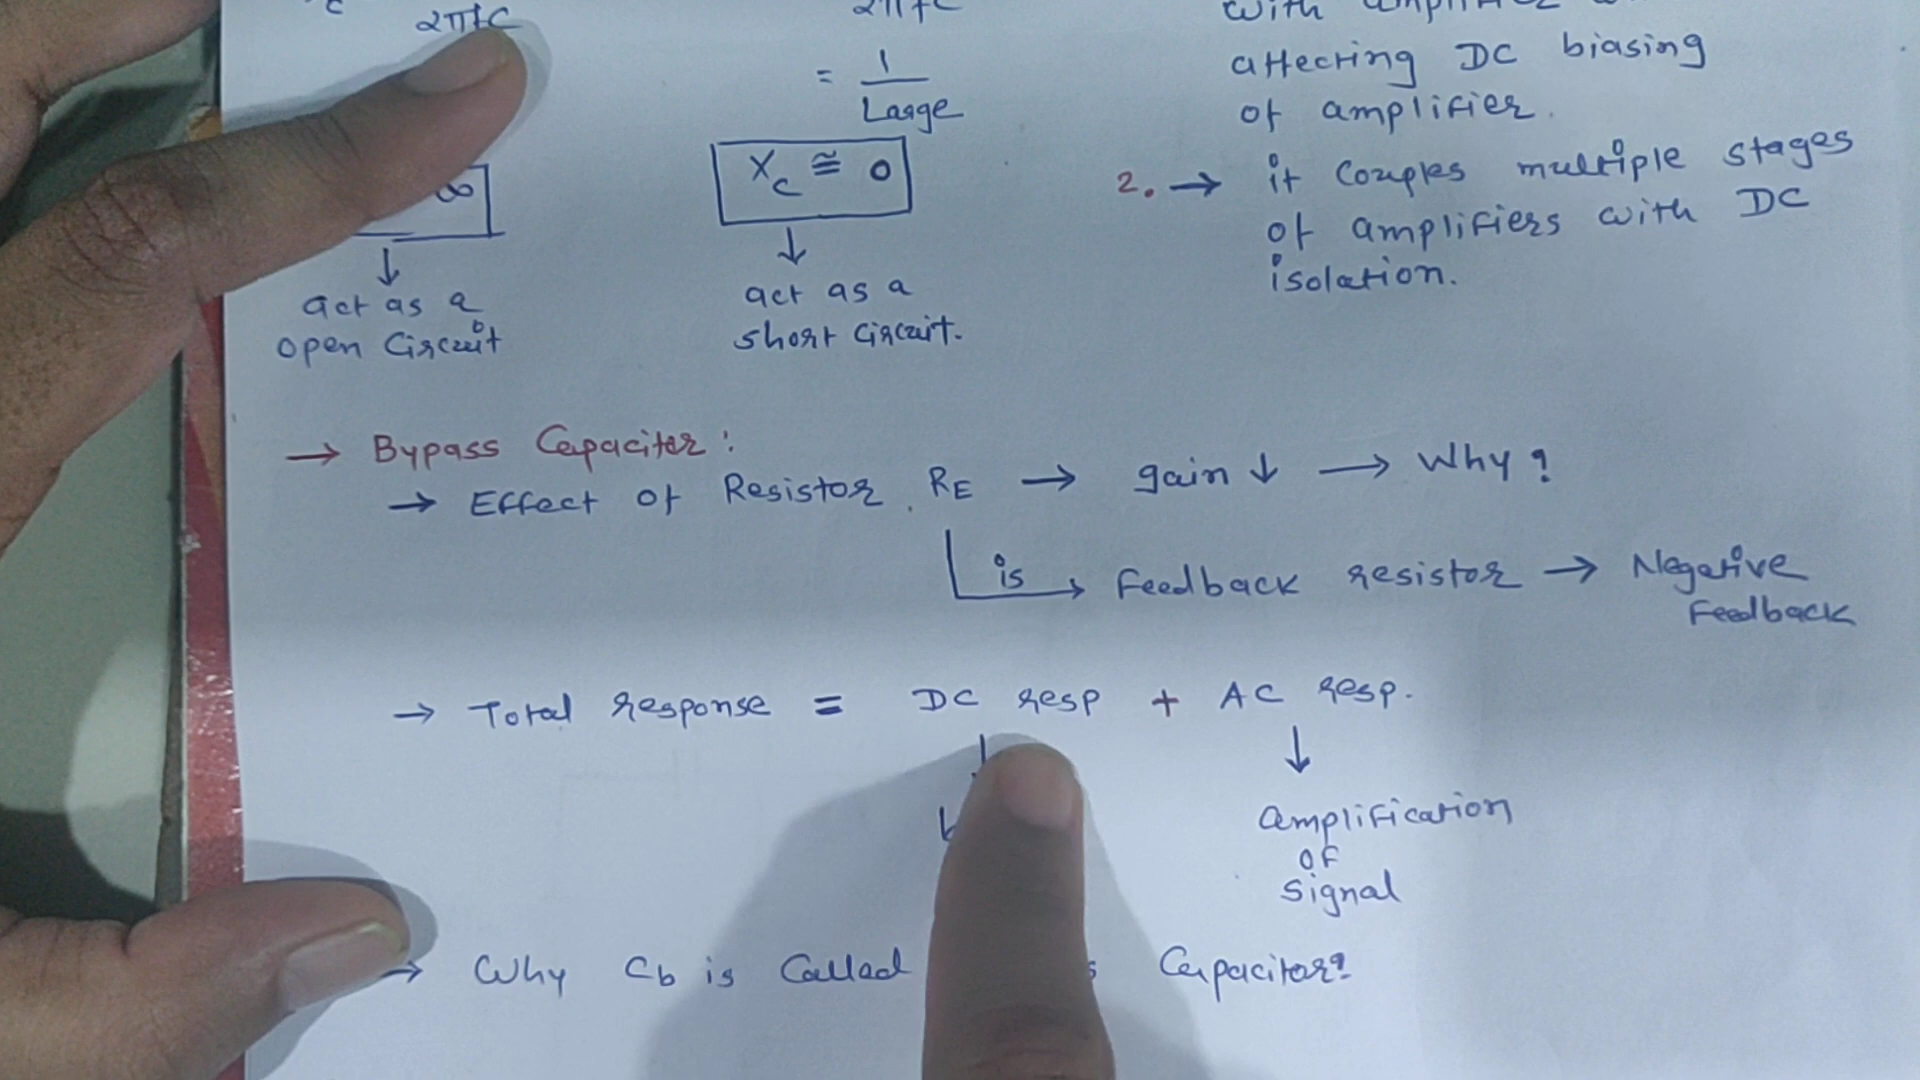 2πfC
2πfC
= 1
Large
with
affecting DC biasing
of amplifier.
∞
Xc ≅ 0
2. → it couples multiple stages
of amplifiers with DC
isolation.
↓
act as a
open circuit
↓
act as a
short circuit.
→ Bypass Capacitor:
→ Effect of Resistor RE → gain ↓ → Why?
is → Feedback resistor → Negative
Feedback
→ Total response = DC resp + AC resp.
↓
amplification
of
signal
→ Why Cb is Called Capacitor?